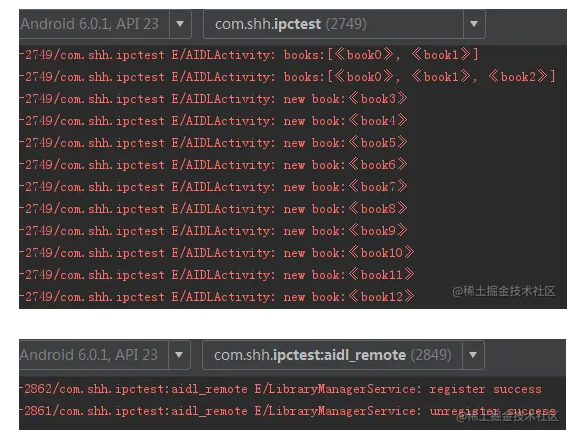 Android 6.0.1, API 23 com.shh.ipctest (2749)
-2749/com.shh.ipctest E/AIDLActivity: books:[《book0》, 《book1》]
-2749/com.shh.ipctest E/AIDLActivity: books:[《book0》, 《book1》, 《book2》]
-2749/com.shh.ipctest E/AIDLActivity: new book:《book3》
-2749/com.shh.ipctest E/AIDLActivity: new book:《book4》
-2749/com.shh.ipctest E/AIDLActivity: new book:《book5》
-2749/com.shh.ipctest E/AIDLActivity: new book:《book6》
-2749/com.shh.ipctest E/AIDLActivity: new book:《book7》
-2749/com.shh.ipctest E/AIDLActivity: new book:《book8》
-2749/com.shh.ipctest E/AIDLActivity: new book:《book9》
-2749/com.shh.ipctest E/AIDLActivity: new book:《book10》
-2749/com.shh.ipctest E/AIDLActivity: new book:《book11》
-2749/com.shh.ipctest E/AIDLActivity: new book:《book12》
@稀土掘金技术社区
Android 6.0.1, API 23 com.shh.ipctest:aidl_remote (2849)
-2862/com.shh.ipctest:aidl_remote E/LibraryManagerService: register success
-2861/com.shh.ipctest:aidl_remote E/LibraryManagerService: unregister success
@稀土掘金技术社区